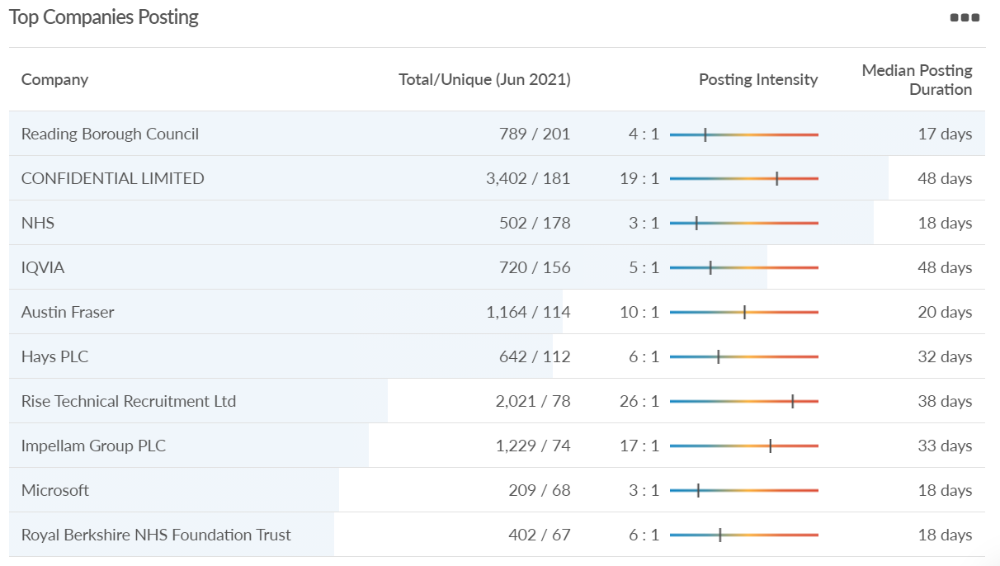 Top Companies Posting
Company Total/Unique (Jun 2021) Posting Intensity Median Posting Duration
Reading Borough Council 789 / 201 4 : 1 17 days
CONFIDENTIAL LIMITED 3,402 / 181 19 : 1 48 days
NHS 502 / 178 3 : 1 18 days
IQVIA 720 / 156 5 : 1 48 days
Austin Fraser 1,164 / 114 10 : 1 20 days
Hays PLC 642 / 112 6 : 1 32 days
Rise Technical Recruitment Ltd 2,021 / 78 26 : 1 38 days
Impellam Group PLC 1,229 / 74 17 : 1 33 days
Microsoft 209 / 68 3 : 1 18 days
Royal Berkshire NHS Foundation Trust 402 / 67 6 : 1 18 days